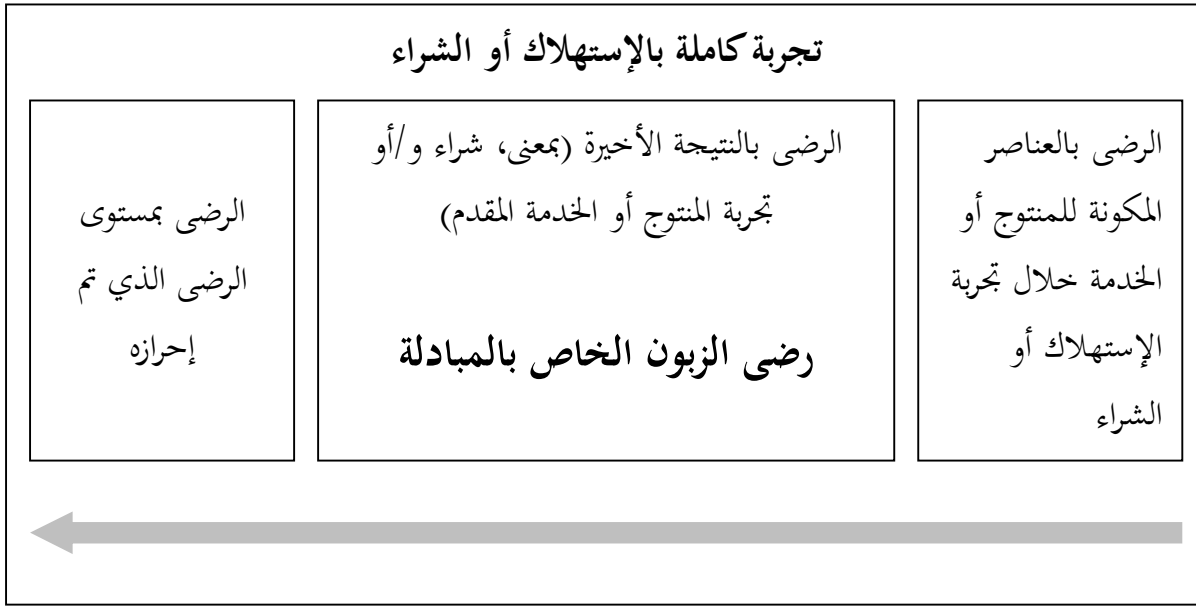 تجربة كاملة بالإستهلاك أو الشراء
الرضى بالعناصر
المكونة للمنتوج أو
الخدمة خلال تجربة
الإستهلاك أو
الشراء
الرضى بالنتيجة الأخيرة (بمعنى، شراء و/أو
تجربة المنتوج أو الخدمة المقدم)
رضى الزبون الخاص بالمبادلة
الرضى بمستوى
الرضى الذي تم
إحرازه